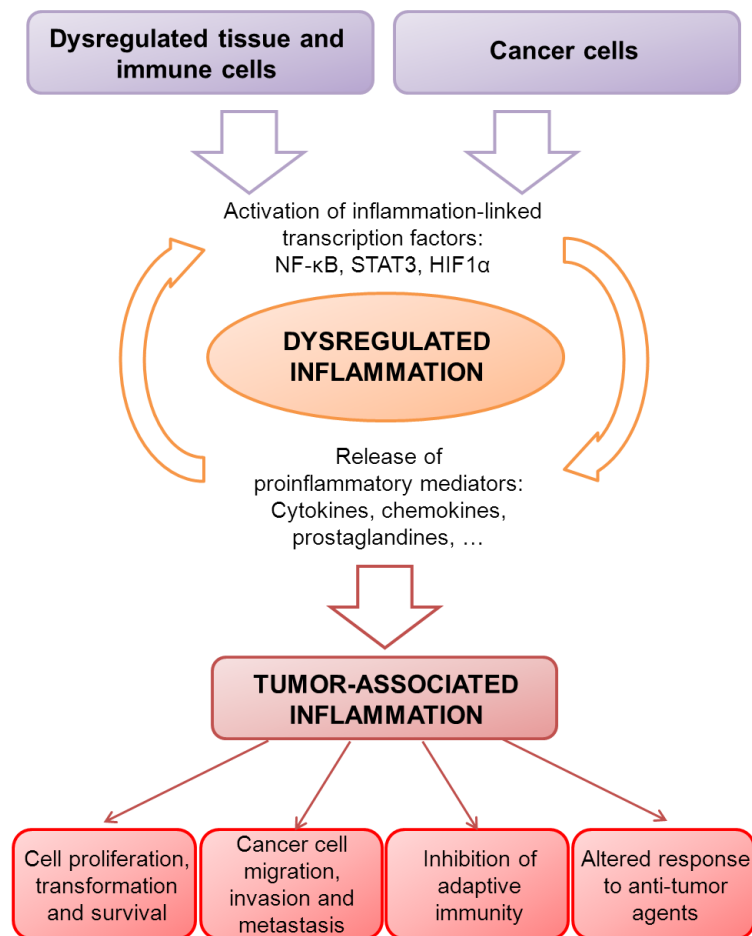 Dysregulated tissue and
immune cells
Cancer cells
Activation of inflammation-linked
transcription factors:
NF-κB, STAT3, HIF1α
DYSREGULATED
INFLAMMATION
Release of
proinflammatory mediators:
Cytokines, chemokines,
prostaglandines, …
TUMOR-ASSOCIATED
INFLAMMATION
Cell proliferation,
transformation
and survival
Cancer cell
migration,
invasion and
metastasis
Inhibition of
adaptive
immunity
Altered response
to anti-tumor
agents